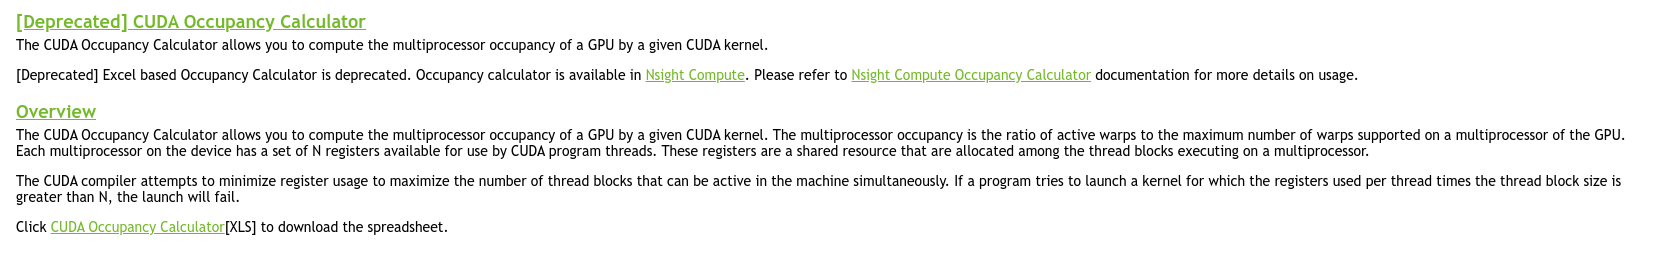 [Deprecated] CUDA Occupancy Calculator
The CUDA Occupancy Calculator allows you to compute the multiprocessor occupancy of a GPU by a given CUDA kernel.
[Deprecated] Excel based Occupancy Calculator is deprecated. Occupancy calculator is available in Nsight Compute. Please refer to Nsight Compute Occupancy Calculator documentation for more details on usage.
Overview
The CUDA Occupancy Calculator allows you to compute the multiprocessor occupancy of a GPU by a given CUDA kernel. The multiprocessor occupancy is the ratio of active warps to the maximum number of warps supported on a multiprocessor of the GPU.
Each multiprocessor on the device has a set of N registers available for use by CUDA program threads. These registers are a shared resource that are allocated among the thread blocks executing on a multiprocessor.
The CUDA compiler attempts to minimize register usage to maximize the number of thread blocks that can be active in the machine simultaneously. If a program tries to launch a kernel for which the registers used per thread times the thread block size is
greater than N, the launch will fail.
Click CUDA Occupancy Calculator[XLS] to download the spreadsheet.